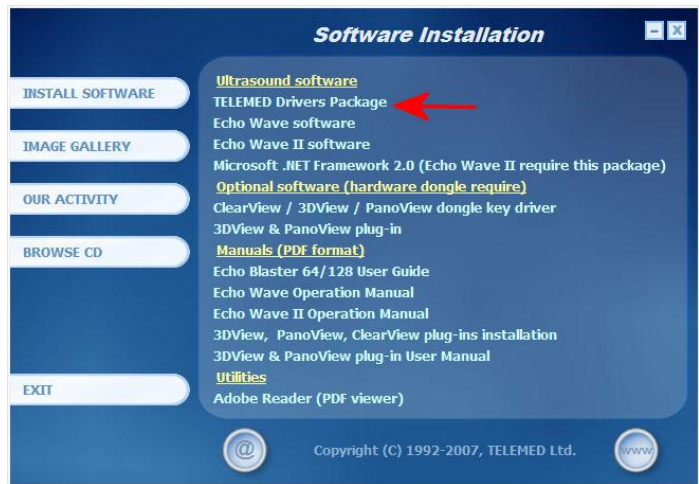 Software Installation
INSTALL SOFTWARE
IMAGE GALLERY
OUR ACTIVITY
BROWSE CD
EXIT
Ultrasound software
TELEMED Drivers Package
Echo Wave software
Echo Wave II software
Microsoft .NET Framework 2.0 (Echo Wave II require this package)
Optional software (hardware dongle require)
ClearView / 3DView / PanoView dongle key driver
3DView & PanoView plug-in
Manuals (PDF format)
Echo Blaster 64/128 User Guide
Echo Wave Operation Manual
Echo Wave II Operation Manual
3DView, PanoView, ClearView plug-ins installation
3DView & PanoView plug-in User Manual
Utilities
Adobe Reader (PDF viewer)
@
Copyright (C) 1992-2007, TELEMED Ltd.
www